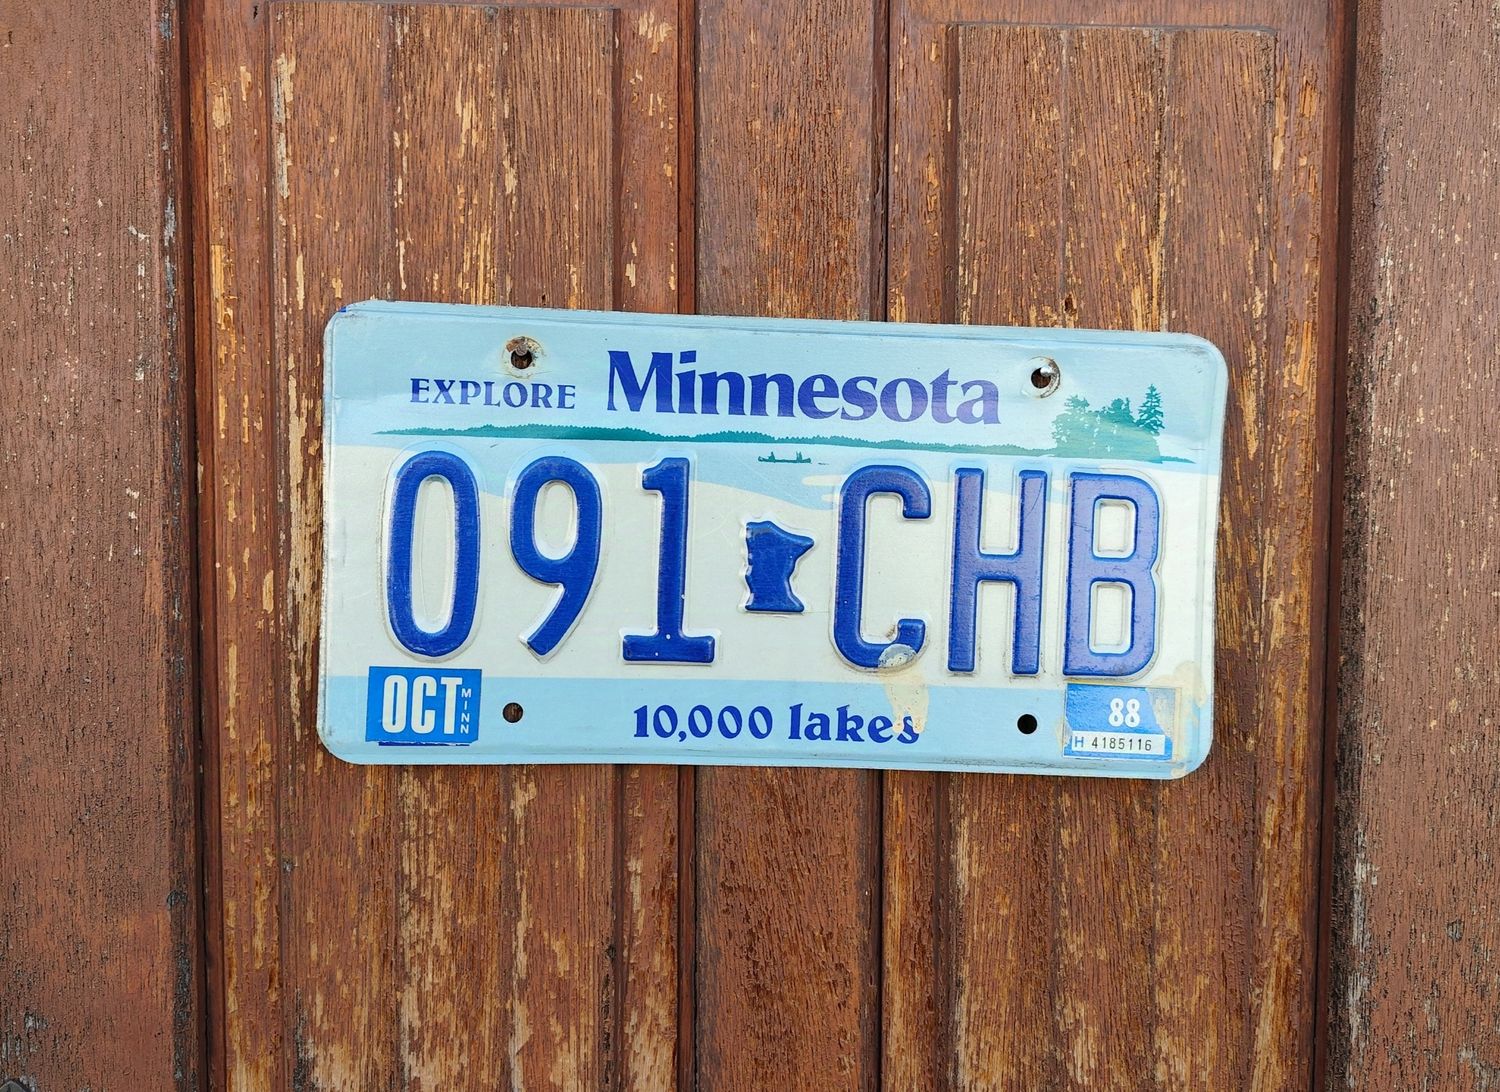 EXPLORE Minnesota
091 CHB
OCT MINN
10,000 lakes
88
H 4185116